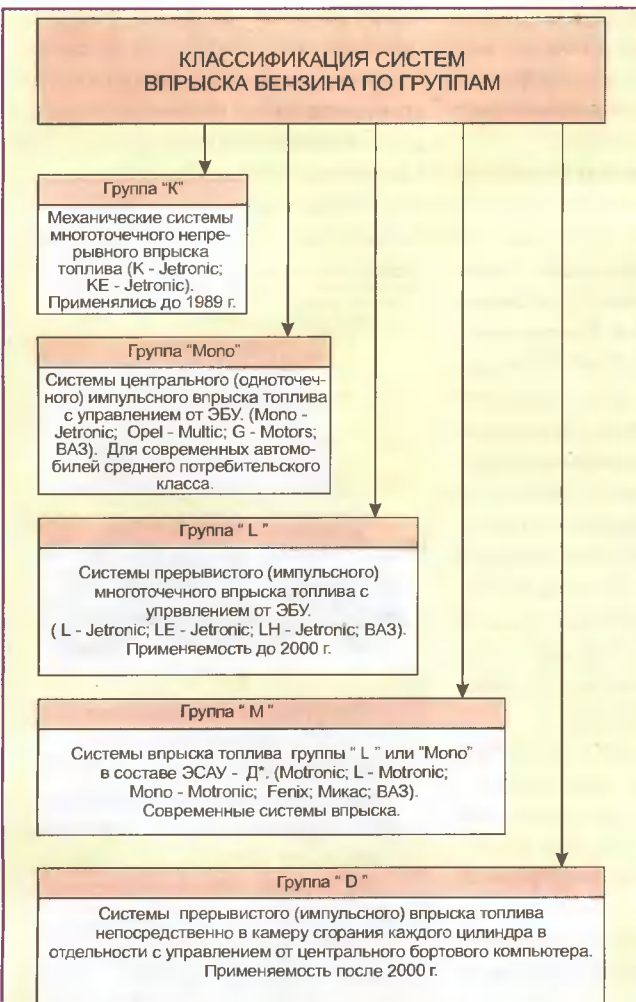 КЛАССИФИКАЦИЯ СИСТЕМ
ВПРЫСКА БЕНЗИНА ПО ГРУППАМ
Группа "К"
Механические системы
многоточечного непре-
рывного впрыска
топлива (K - Jetronic;
KE - Jetronic).
Применялись до 1989 г.
Группа "Mono"
Системы центрального (одноточеч-
ного) импульсного впрыска топлива
с управлением от ЭБУ. (Mono -
Jetronic; Opel - Multic; G - Motors;
ВАЗ). Для современных автомо-
билей среднего потребительского
класса.
Группа " L "
Системы прерывистого (импульсного)
многоточечного впрыска топлива с
упрввлением от ЭБУ.
( L - Jetronic; LE - Jetronic; LH - Jetronic; ВАЗ).
Применяемость до 2000 г.
Группа " М "
Системы впрыска топлива группы " L " или "Mono"
в составе ЭСАУ - Д*. (Motronic; L - Motronic;
Mono - Motronic; Fenix; Микас; ВАЗ).
Современные системы впрыска.
Группа " D "
Системы прерывистого (импульсного) впрыска топлива
непосредственно в камеру сгорания каждого цилиндра в
отдельности с управлением от центрального бортового компьютера.
Применяемость после 2000 г.